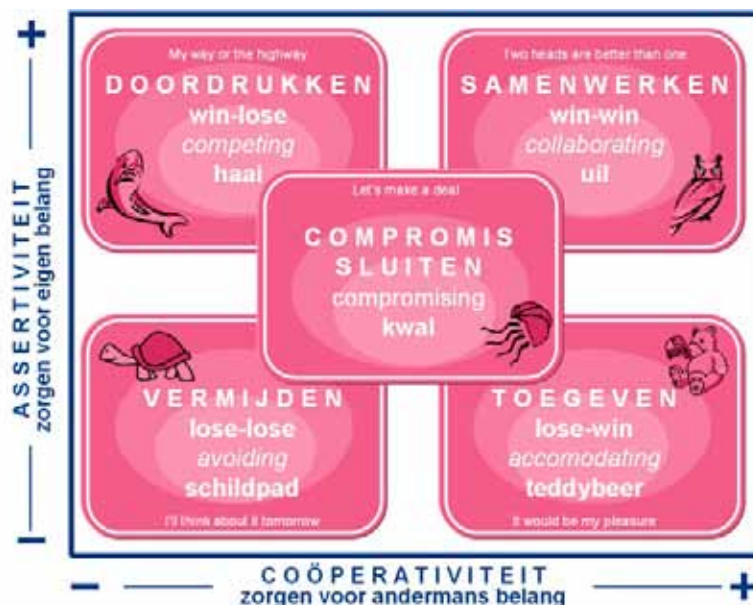 My way or the highway
DOORDRUKKEN
win-lose
competing
haai
Two heads are better than one
SAMENWERKEN
win-win
collaborating
uil
Let's make a deal
COMPROMIS
SLUITEN
compromising
kwal
VERMIJDEN
lose-lose
avoiding
schildpad
I'll think about it tomorrow
TOEGEVEN
lose-win
accomodating
teddybeer
It would be my pleasure
+
ASSERTIVITEIT
zorgen voor eigen belang
-
- COÖPERATIVITEIT +
zorgen voor andermans belang